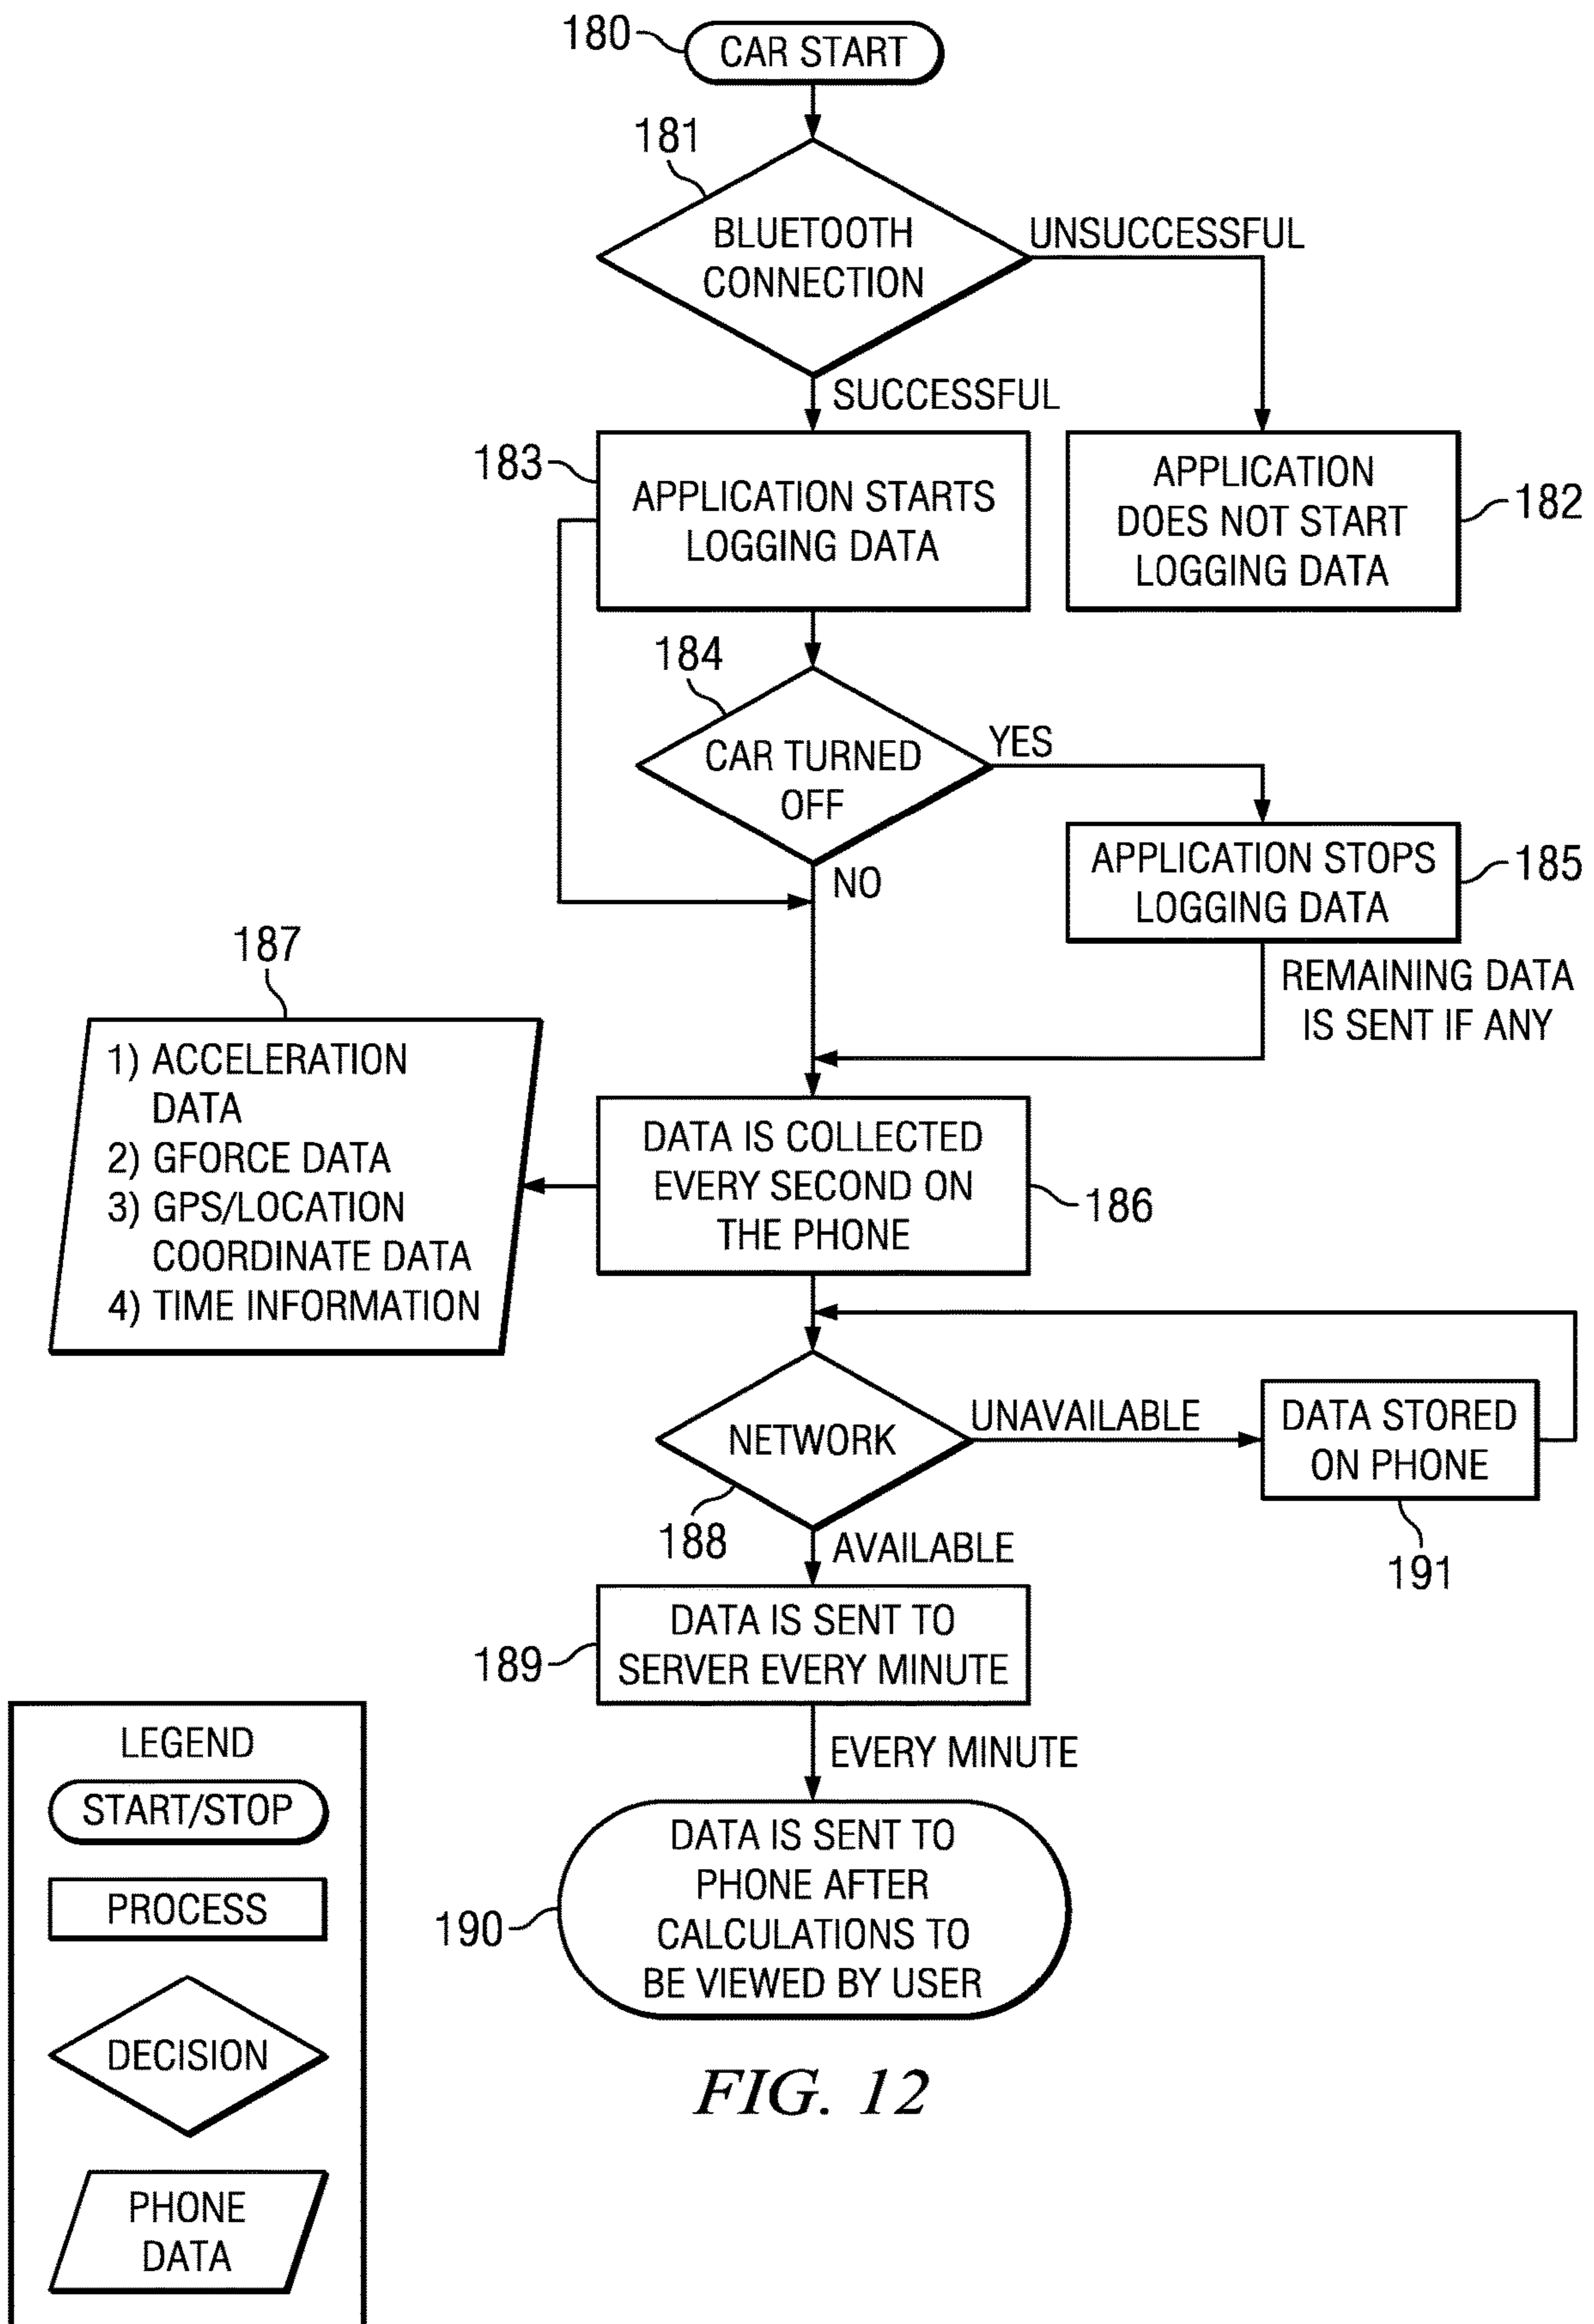 180
CAR START
181
BLUETOOTH
CONNECTION
UNSUCCESSFUL
SUCCESSFUL
183
APPLICATION STARTS
LOGGING DATA
APPLICATION
DOES NOT START
LOGGING DATA
182
184
CAR TURNED
OFF
YES
NO
APPLICATION STOPS
LOGGING DATA
185
REMAINING DATA
IS SENT IF ANY
187
1) ACCELERATION
DATA
2) GFORCE DATA
3) GPS/LOCATION
COORDINATE DATA
4) TIME INFORMATION
DATA IS COLLECTED
EVERY SECOND ON
THE PHONE
186
NETWORK
188
UNAVAILABLE
DATA STORED
ON PHONE
191
AVAILABLE
DATA IS SENT TO
SERVER EVERY MINUTE
189
EVERY MINUTE
DATA IS SENT TO
PHONE AFTER
CALCULATIONS TO
BE VIEWED BY USER
190
LEGEND
START/STOP
PROCESS
DECISION
PHONE
DATA
FIG. 12